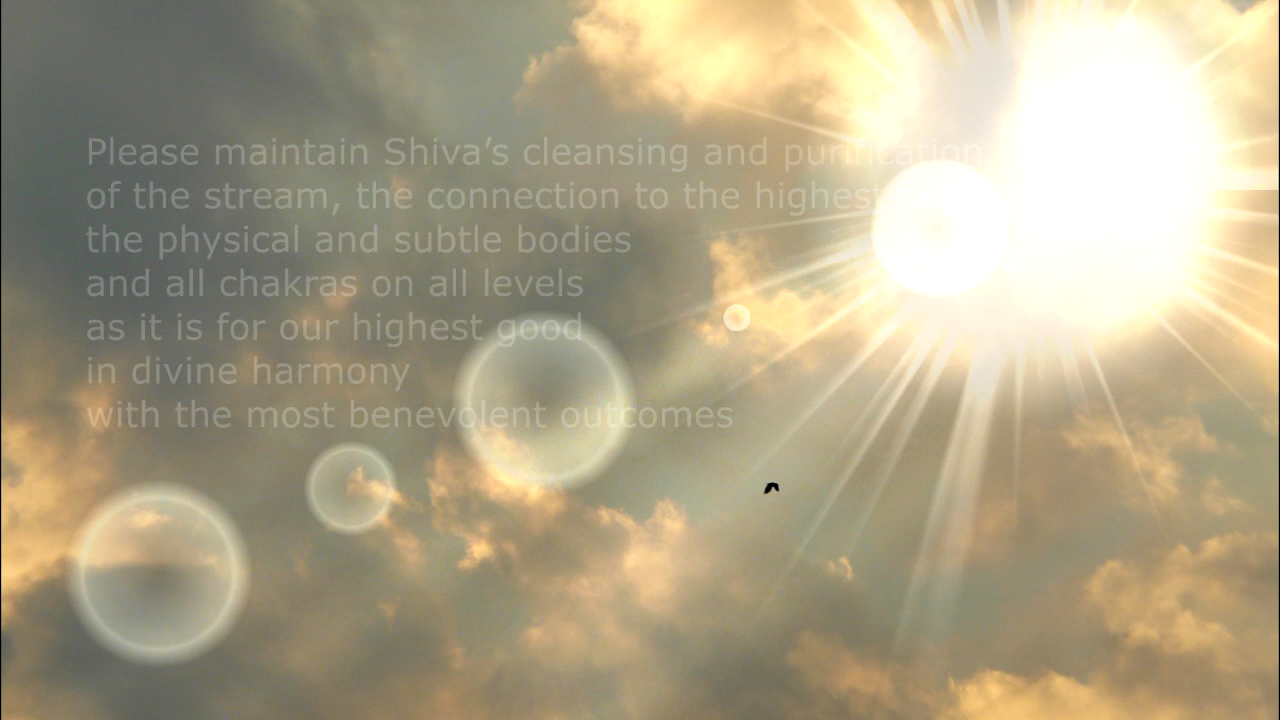 Please maintain Shiva’s cleansing and purification
of the stream, the connection to the highest
the physical and subtle bodies
and all chakras on all levels
as it is for our highest good
in divine harmony
with the most benevolent outcomes